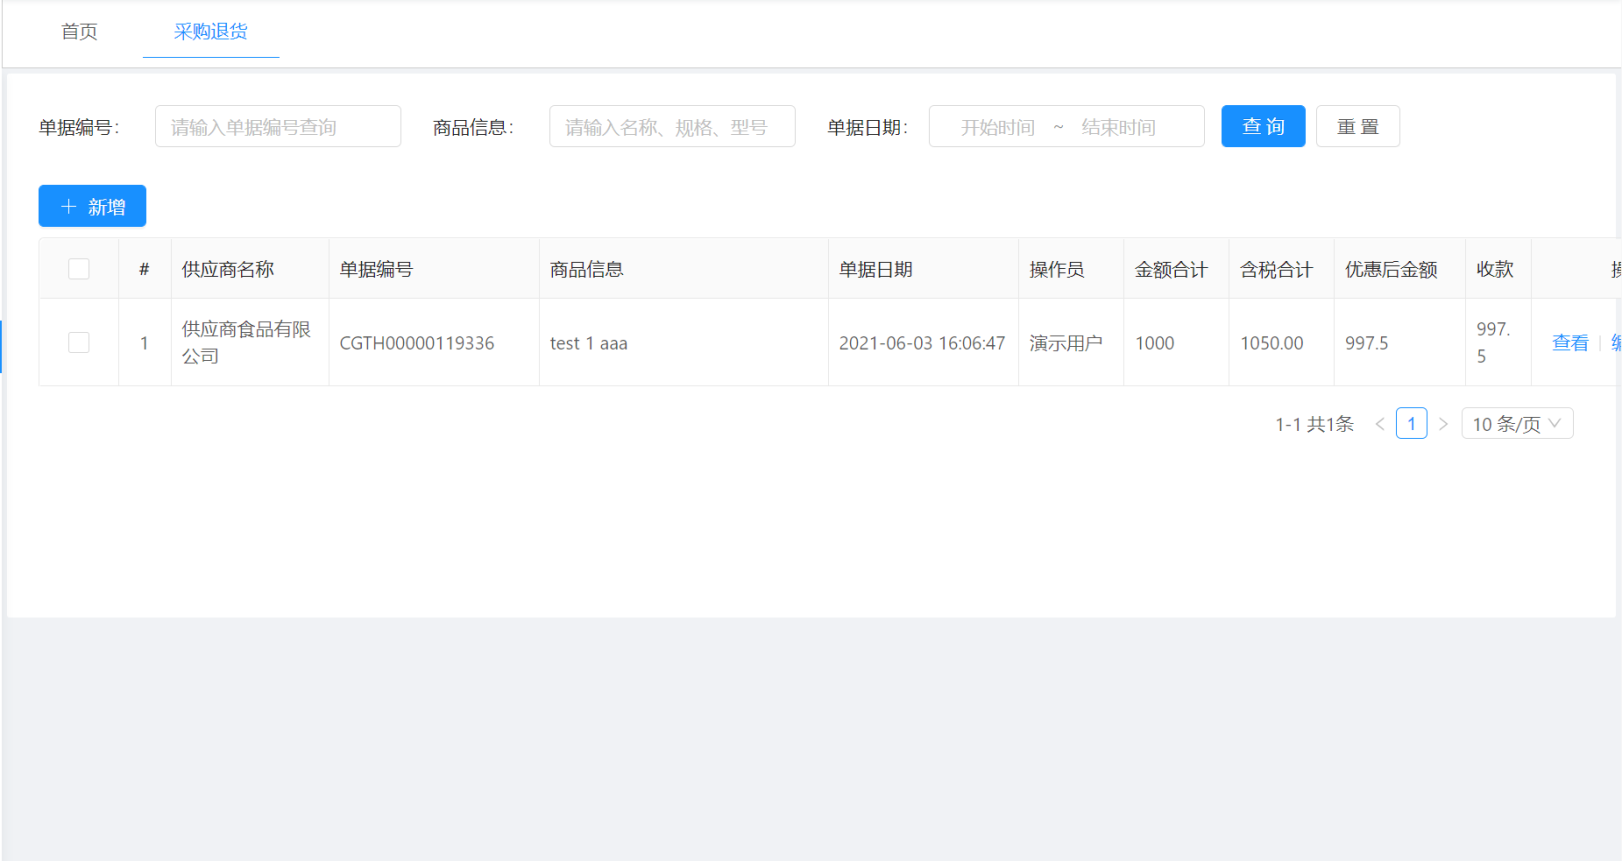 首页 采购退货
单据编号： 请输入单据编号查询 商品信息： 请输入名称、规格、型号 单据日期： 开始时间 ~ 结束时间 查 询 重 置
+ 新增
# 供应商名称 单据编号 商品信息 单据日期 操作员 金额合计 含税合计 优惠后金额 收款
1 供应商食品有限公司 CGTH00000119336 test 1 aaa 2021-06-03 16:06:47 演示用户 1000 1050.00 997.5 997.5 查看
1-1 共1条 < 1 > 10 条/页